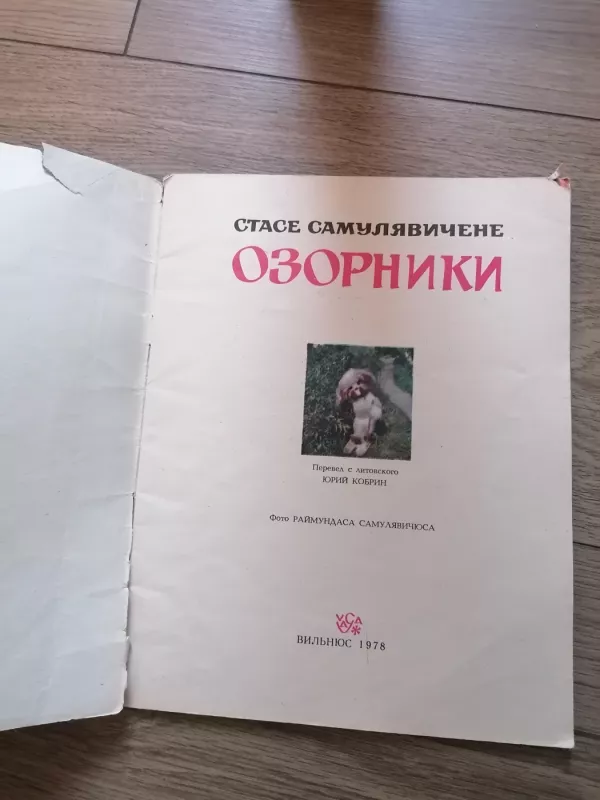 СТАСЕ САМУЛЯВИЧЕНЕ
ОЗОРНИКИ
Перевел с литовского
ЮРИЙ КОБРИН
Фото РАЙМУНДАСА САМУЛЯВИЧЮСА
ВИЛЬНЮС 1978